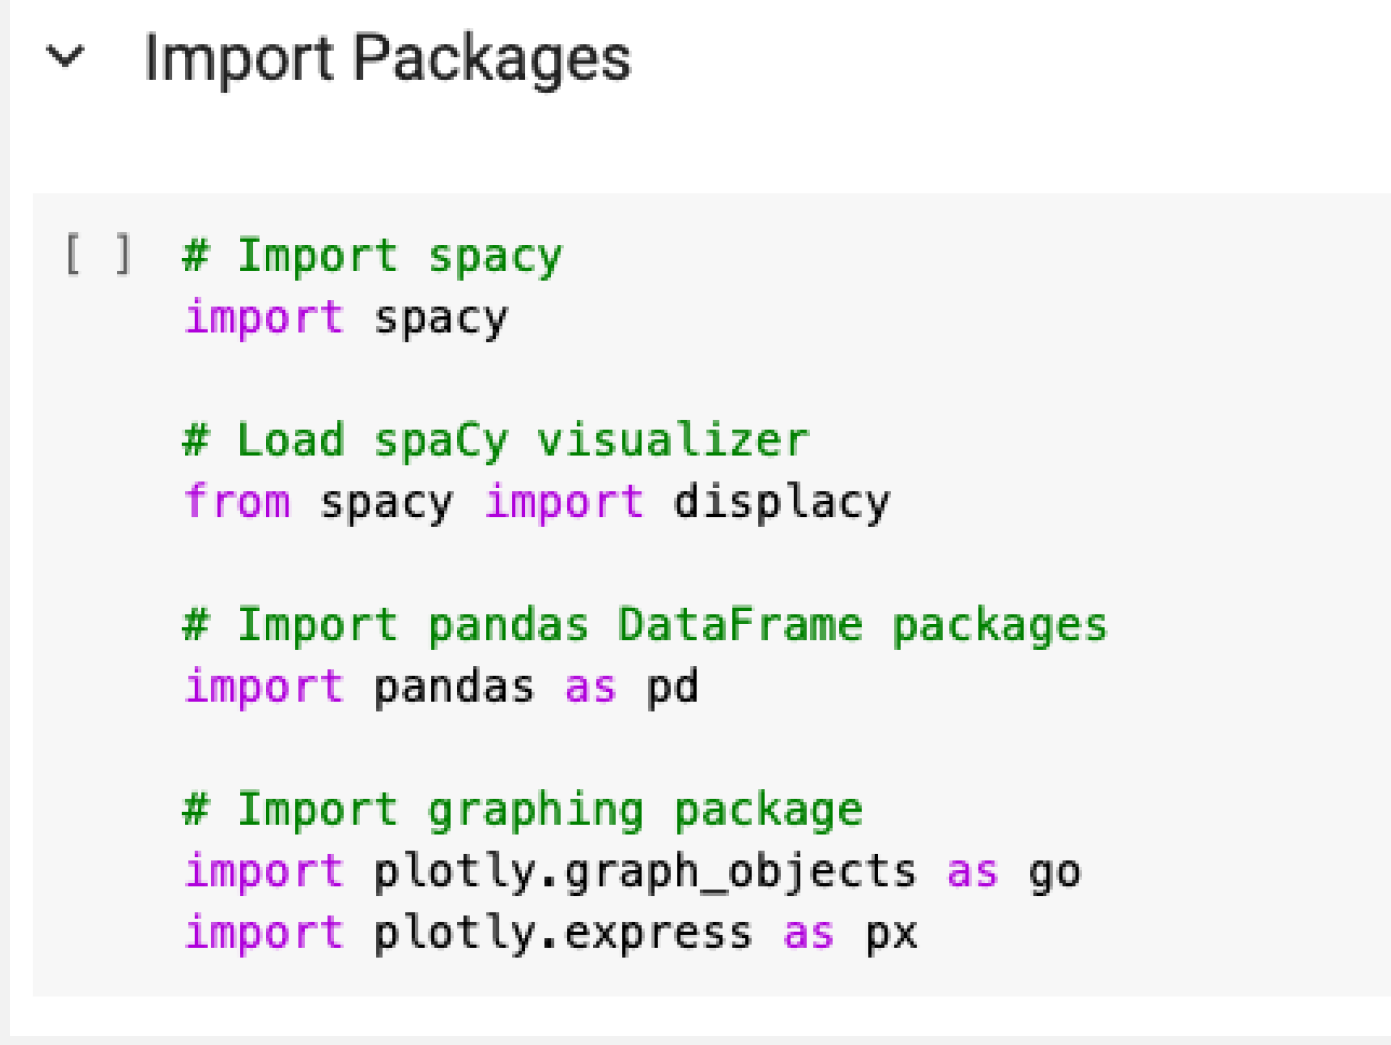 Import Packages
[ ] # Import spacy
import spacy
# Load spaCy visualizer
from spacy import displacy
# Import pandas DataFrame packages
import pandas as pd
# Import graphing package
import plotly.graph_objects as go
import plotly.express as px